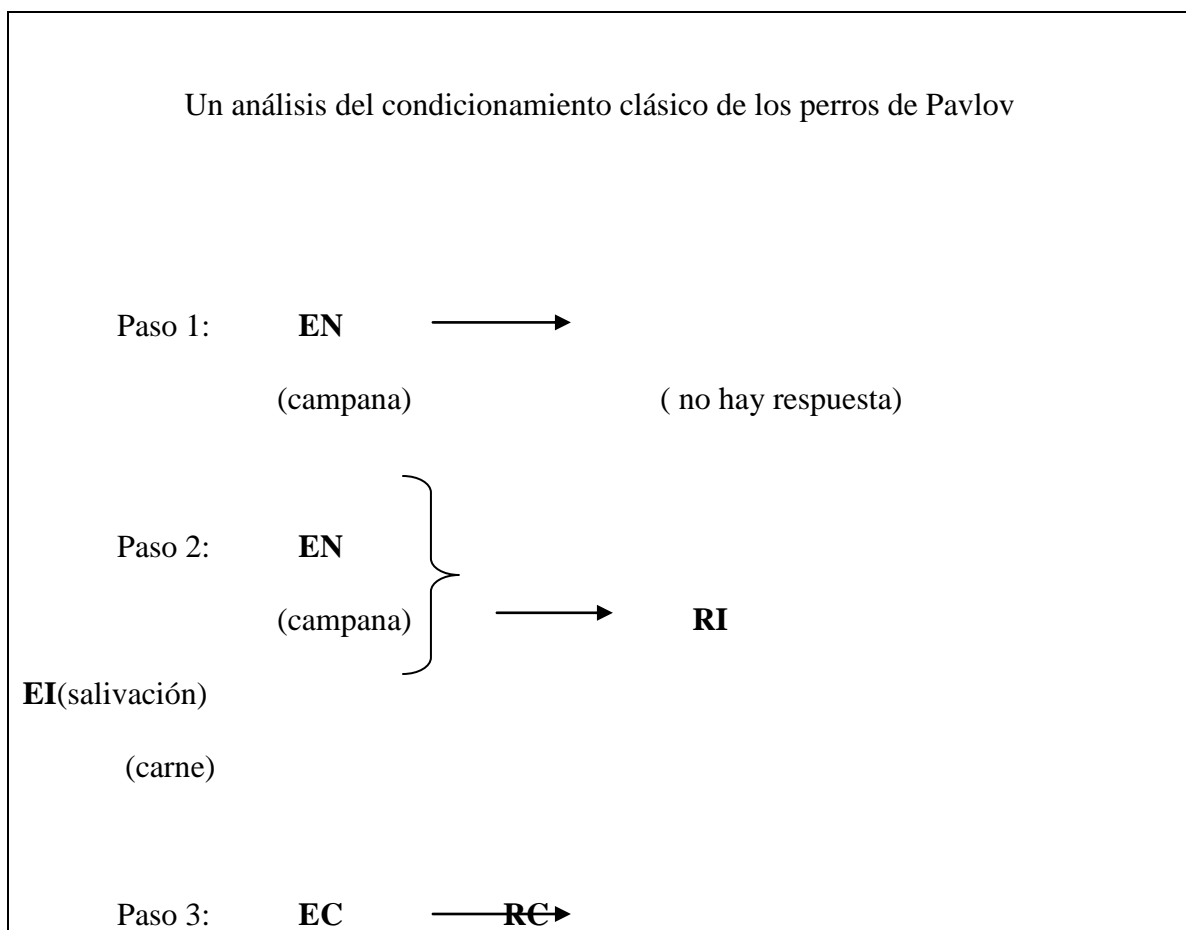 Un análisis del condicionamiento clásico de los perros de Pavlov
Paso 1: EN
(campana) ( no hay respuesta)
Paso 2: EN
(campana) RI
EI(salivación)
(carne)
Paso 3: EC RC